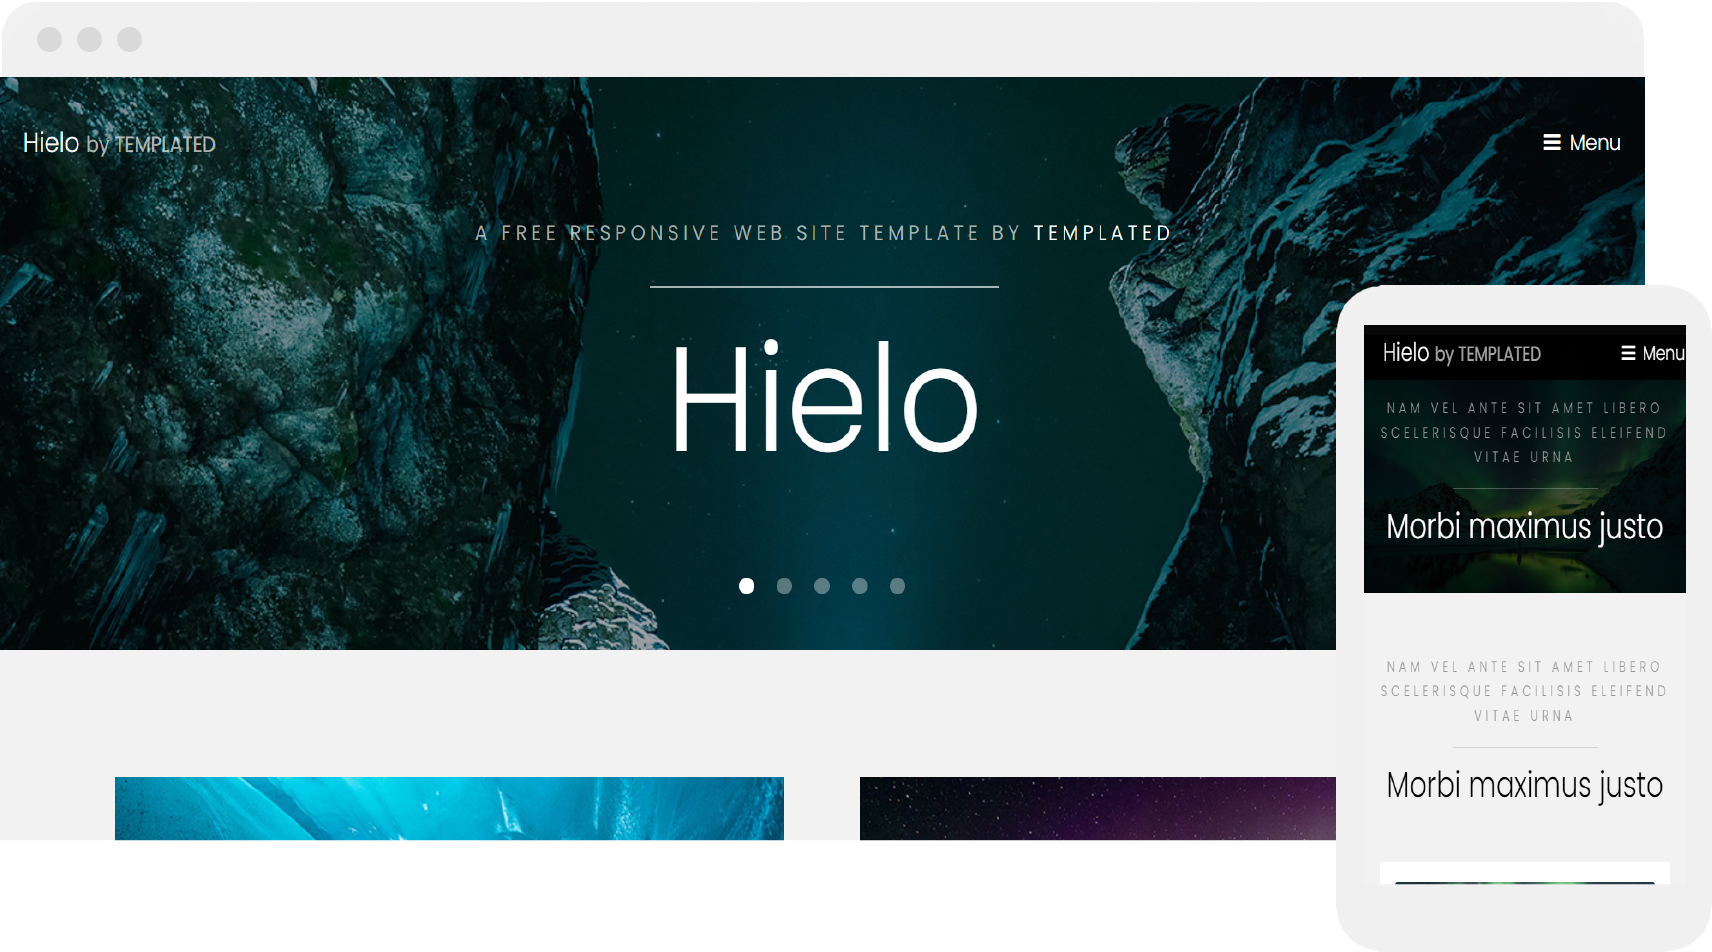 Hielo by TEMPLATED
Menu
A FREE RESPONSIVE WEB SITE TEMPLATE BY TEMPLATED
Hielo
Hielo by TEMPLATED
Menu
NAM VEL ANTE SIT AMET LIBERO
SCELERISQUE FACILISIS ELEIFEND
VITAE URNA
Morbi maximus justo
NAM VEL ANTE SIT AMET LIBERO
SCELERISQUE FACILISIS ELEIFEND
VITAE URNA
Morbi maximus justo